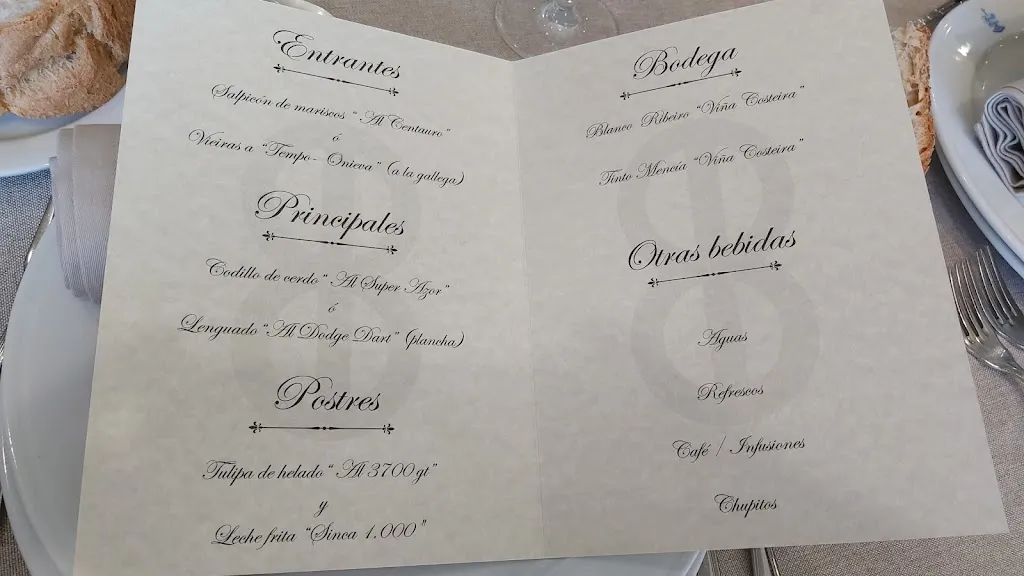 Entrantes
Salpicón de mariscos “Al Centauro”
ó
Vieiras a “Tempo- Onieva” (a la gallega)
Principales
Codillo de cerdo “Al Super Azor”
ó
Lenguado “Al Dodge Dart” (plancha)
Postres
Tulipa de helado “Al 3700 gt”
y
Leche frita “Sinca 1.000”
Bodega
Blanco Ribeiro “Viña Costeira”
Tinto Mencía “Viña Costeira”
Otras bebidas
Aguas
Refrescos
Café / Infusiones
Chupitos